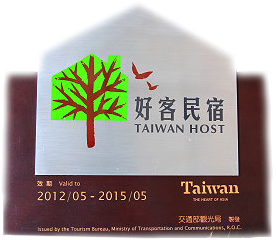 好客民宿
TAIWAN HOST
效期 Valid to
2012/05 - 2015/05
Taiwan
THE HEART OF ASIA
交通部觀光局 製發
Issued by the Tourism Bureau, Ministry of Transportation and Communications, R.O.C.